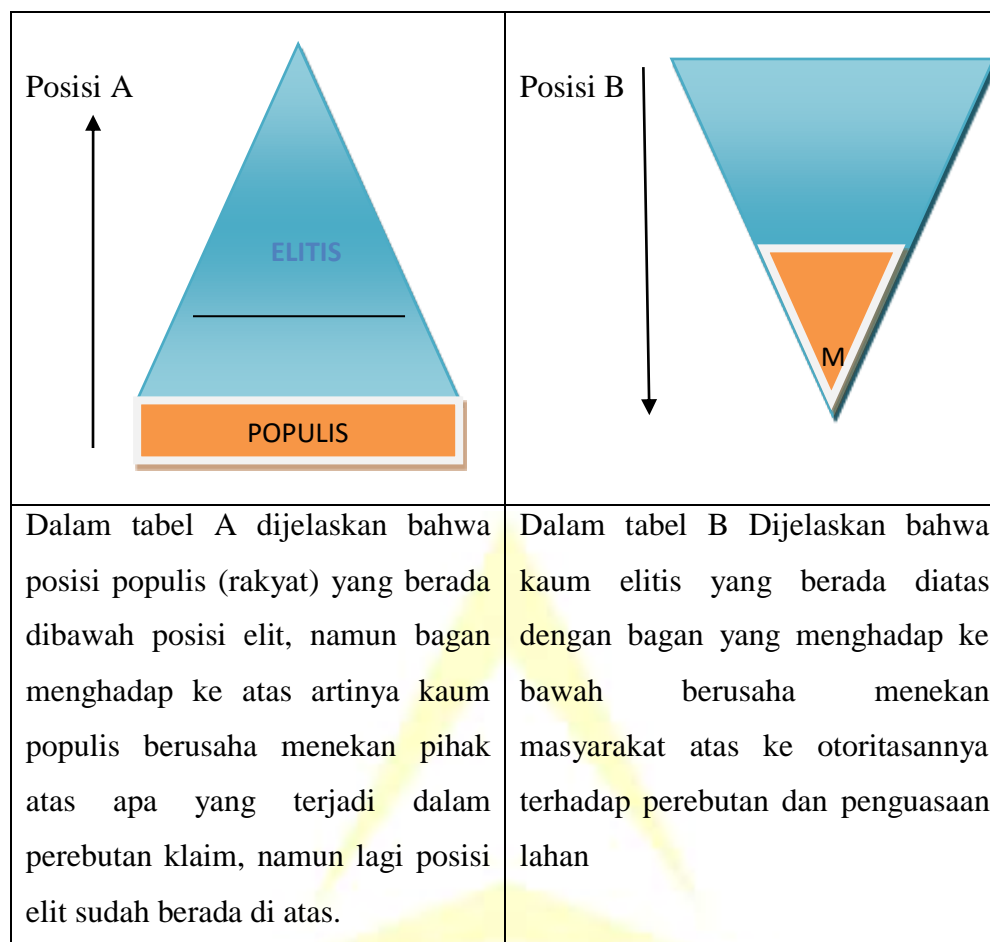 Posisi A
ELITIS
POPULIS
Posisi B
M
Dalam tabel A dijelaskan bahwa
posisi populis (rakyat) yang berada
dibawah posisi elit, namun bagan
menghadap ke atas artinya kaum
populis berusaha menekan pihak
atas apa yang terjadi dalam
perebutan klaim, namun lagi posisi
elit sudah berada di atas.
Dalam tabel B Dijelaskan bahwa
kaum elitis yang berada diatas
dengan bagan yang menghadap ke
bawah berusaha menekan
masyarakat atas ke otoritasannya
terhadap perebutan dan penguasaan
lahan